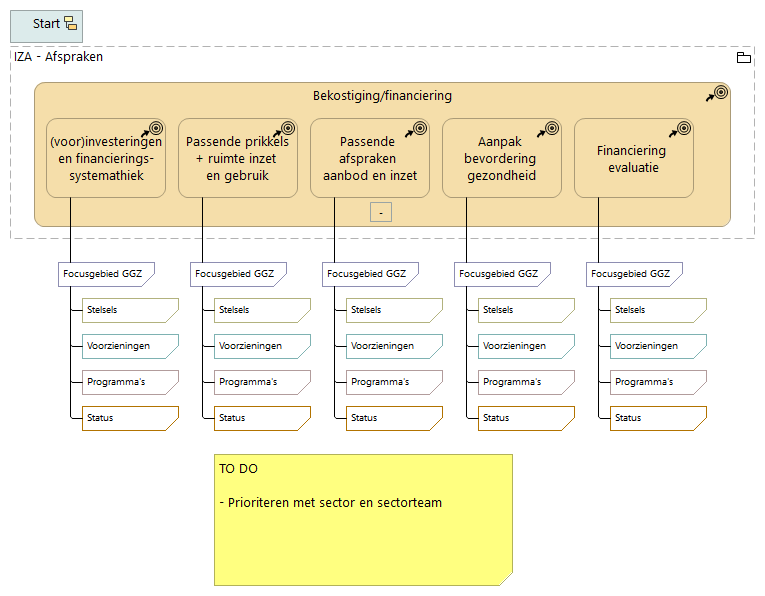 Start
IZA - Afspraken
Bekostiging/financiering
(voor)investeringen
en financierings-
systemathiek
Passende prikkels
+ ruimte inzet
en gebruik
Passende
afspraken
aanbod en inzet
Aanpak
bevordering
gezondheid
Financiering
evaluatie
-
Focusgebied GGZ
Focusgebied GGZ
Focusgebied GGZ
Focusgebied GGZ
Focusgebied GGZ
Stelsels
Stelsels
Stelsels
Stelsels
Stelsels
Voorzieningen
Voorzieningen
Voorzieningen
Voorzieningen
Voorzieningen
Programma's
Programma's
Programma's
Programma's
Programma's
Status
Status
Status
Status
Status
TO DO
- Prioriteren met sector en sectorteam